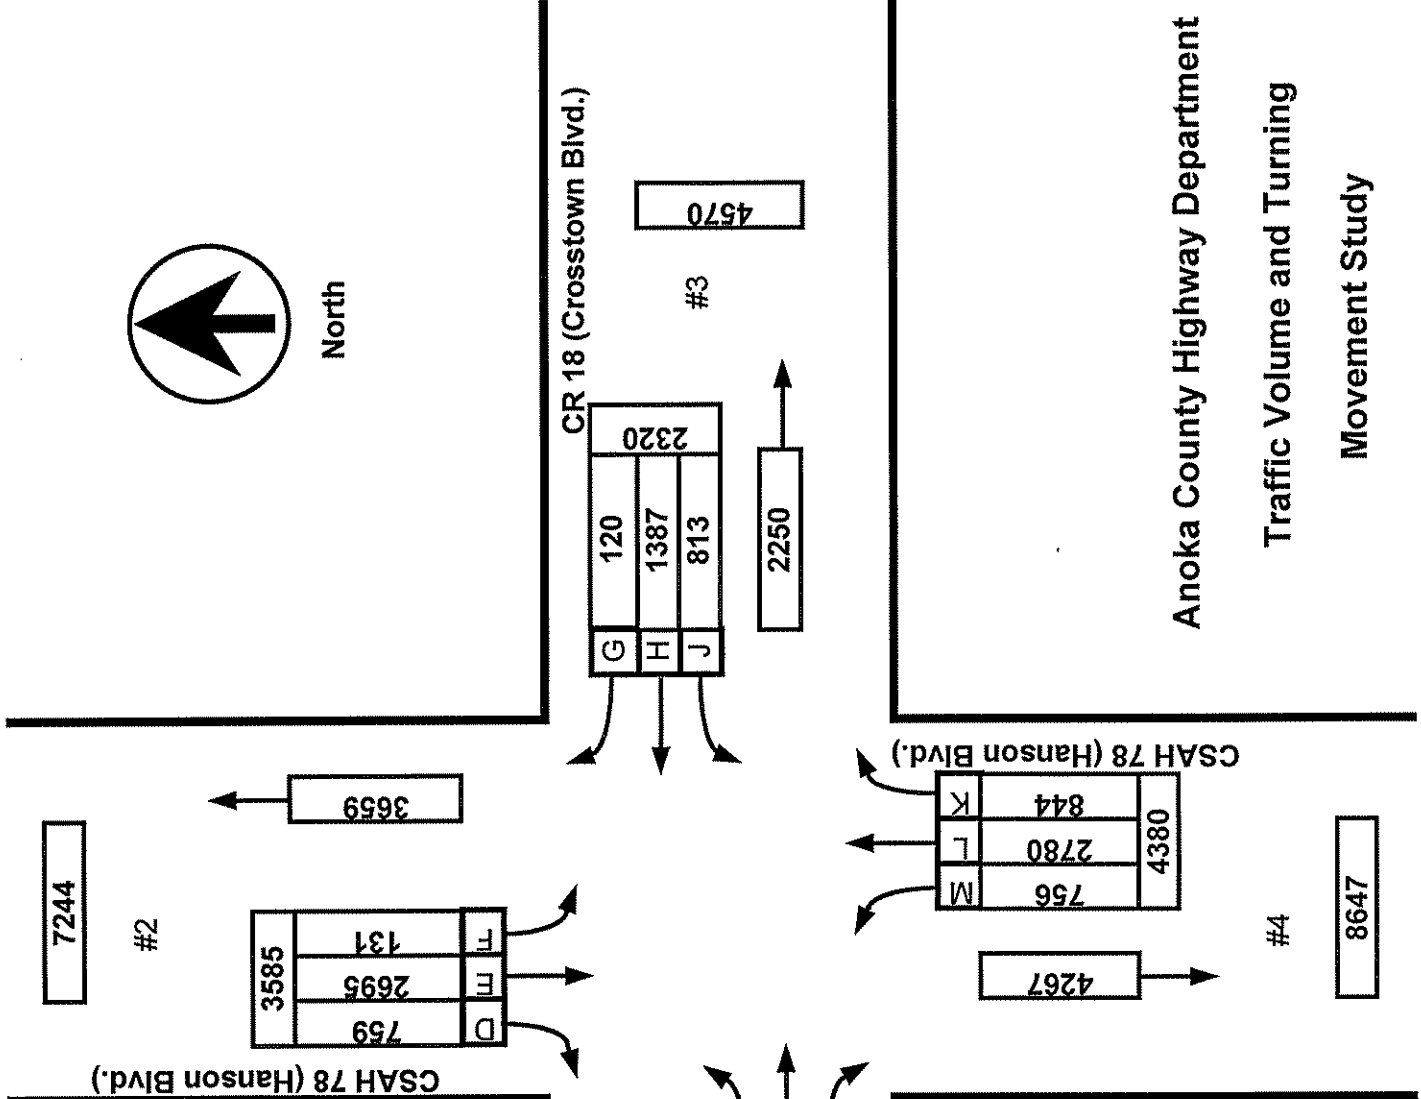 North
CR 18 (Crosstown Blvd.)
4570
#3
2320
120
1387
813
G
H
J
2250
Anoka County Highway Department
Traffic Volume and Turning
Movement Study
7244
#2
3659
3585
131
2695
759
F
E
D
CSAH 78 (Hanson Blvd.)
CSAH 78 (Hanson Blvd.)
K
L
M
844
2780
756
4380
4267
#4
8647